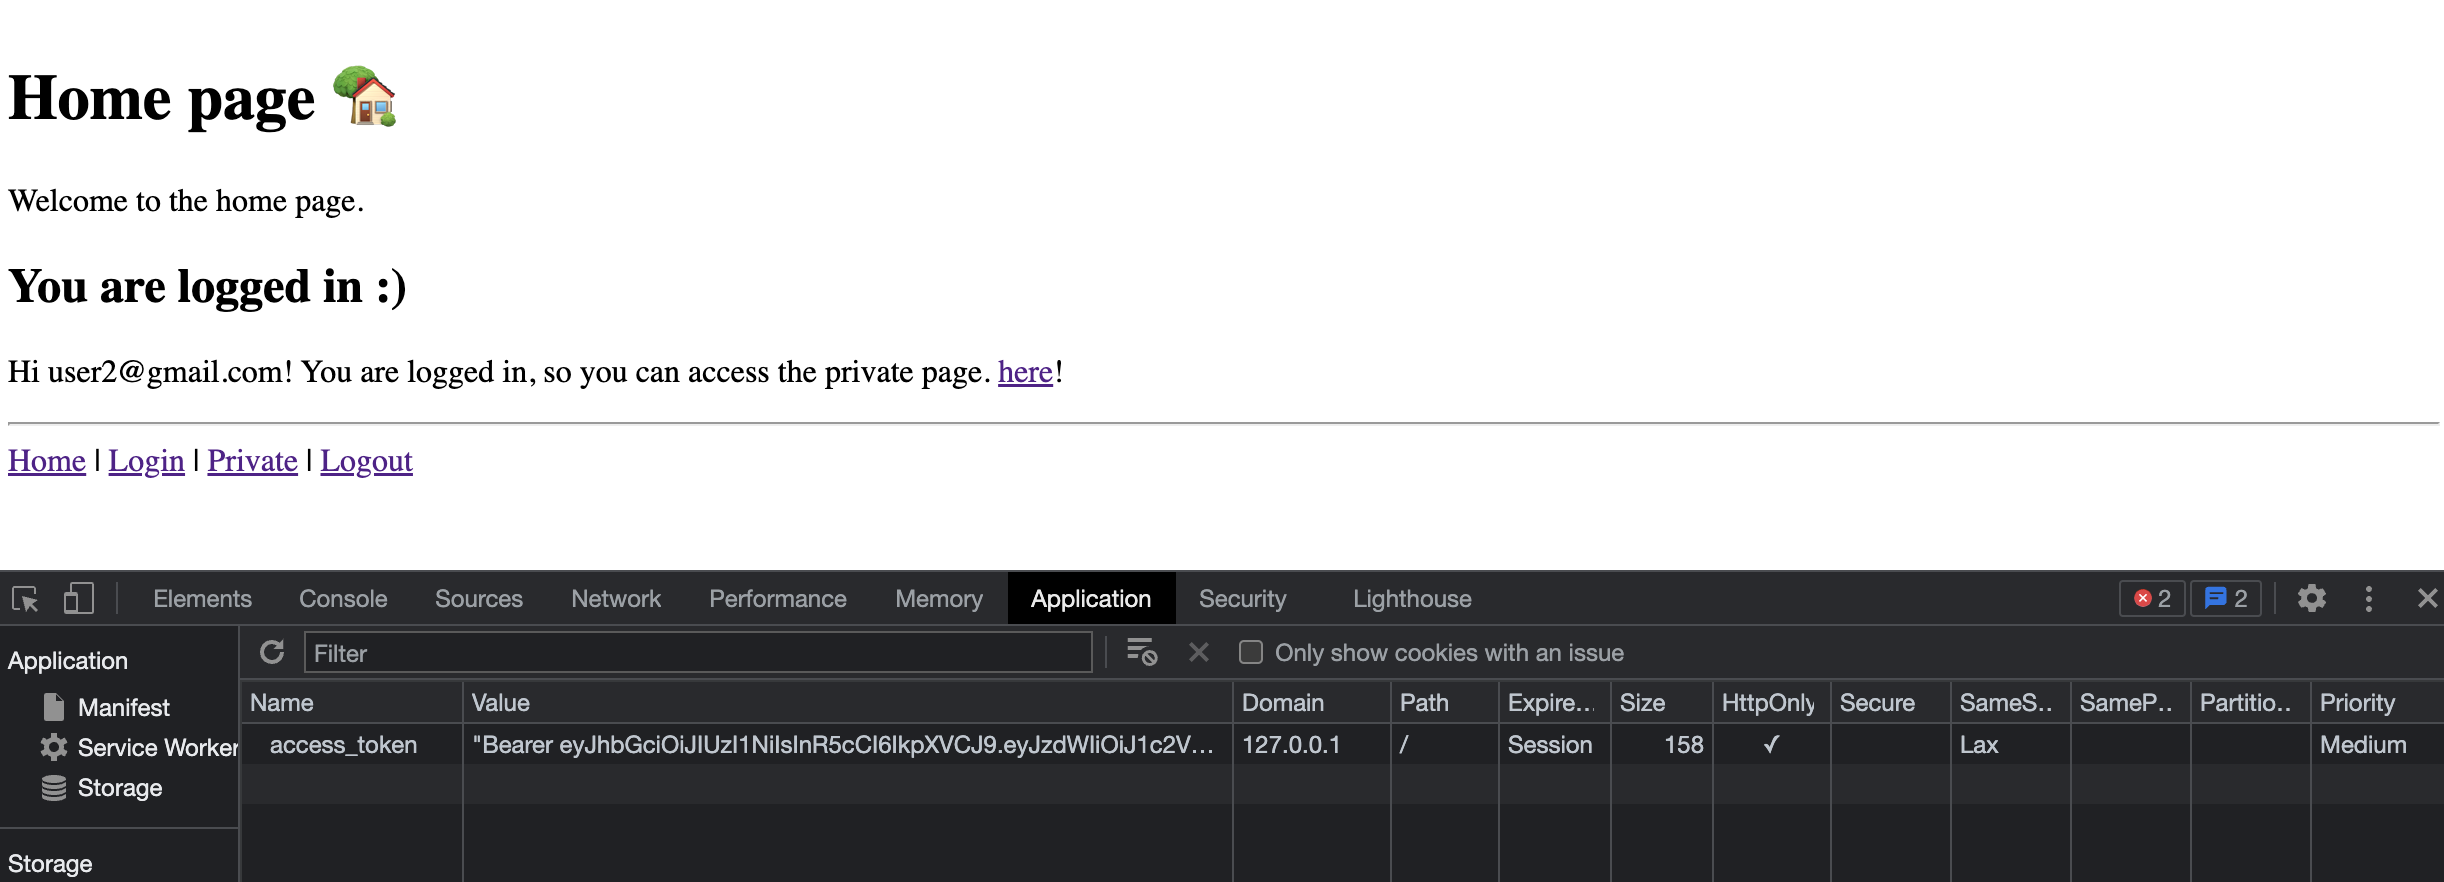 Home page
Welcome to the home page.
You are logged in :)
Hi user2@gmail.com! You are logged in, so you can access the private page. here!
Home | Login | Private | Logout
Elements Console Sources Network Performance Memory Application Security Lighthouse 2 2
Application
Filter
Only show cookies with an issue
Manifest
Service Worker
Storage
Storage
Name Value Domain Path Expire... Size HttpOnly Secure SameS... SameP... Partitio... Priority
access_token "Bearer eyJhbGciOiJIUzI1NiIsInR5cCI6IkpXVCJ9.eyJzdWIiOiJ1c2V... 127.0.0.1 / Session 158 ✓ Lax Medium